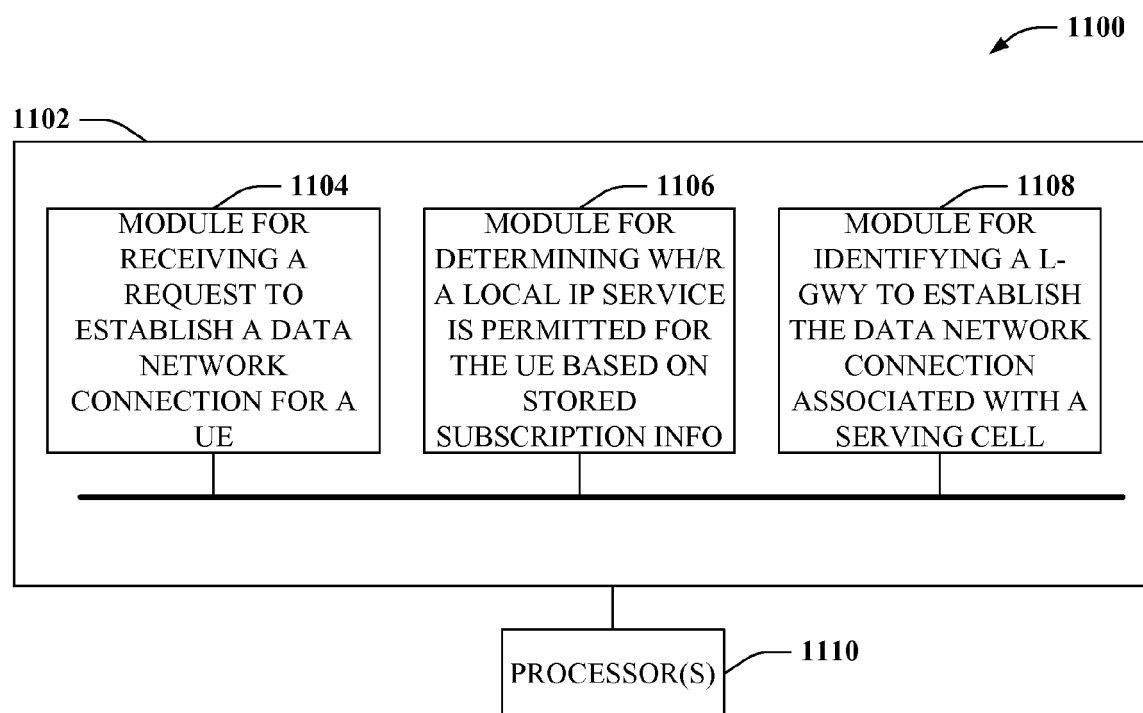 1100
1102
1104
MODULE FOR
RECEIVING A
REQUEST TO
ESTABLISH A DATA
NETWORK
CONNECTION FOR A
UE
1106
MODULE FOR
DETERMINING WH/R
A LOCAL IP SERVICE
IS PERMITTED FOR
THE UE BASED ON
STORED
SUBSCRIPTION INFO
1108
MODULE FOR
IDENTIFYING A L-
GWY TO ESTABLISH
THE DATA NETWORK
CONNECTION
ASSOCIATED WITH A
SERVING CELL
PROCESSOR(S)
1110